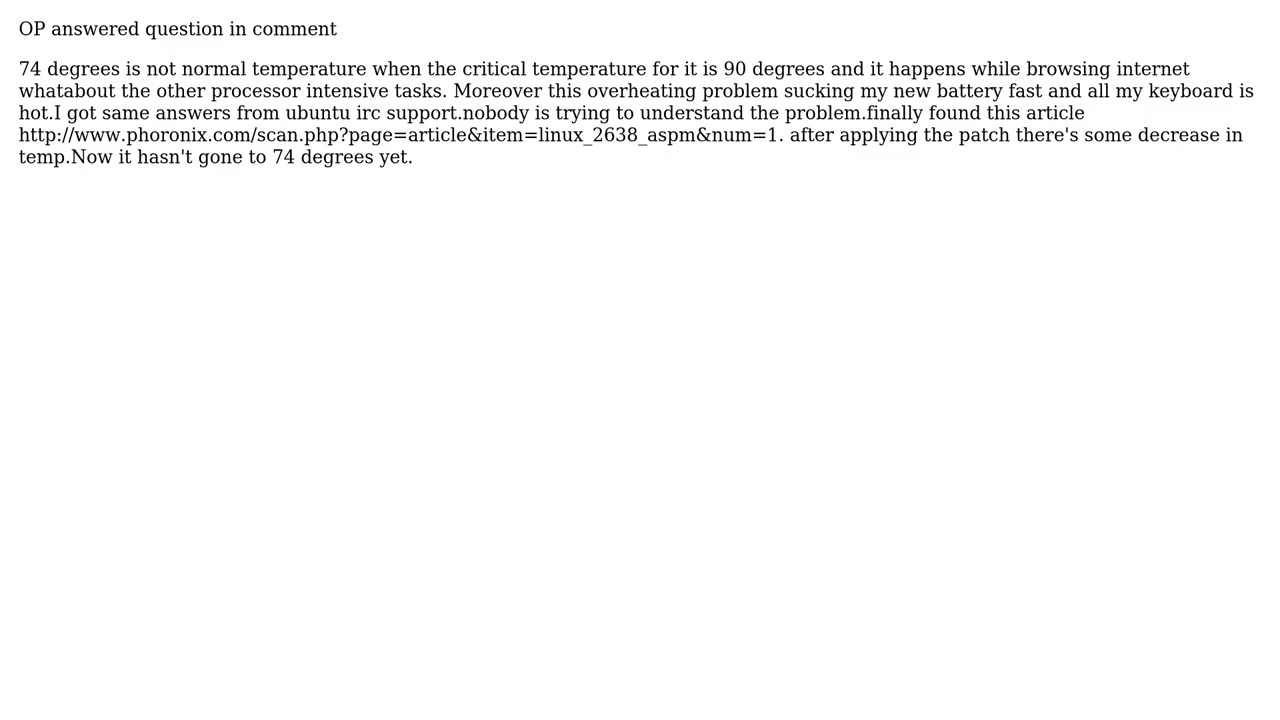 OP answered question in comment
74 degrees is not normal temperature when the critical temperature for it is 90 degrees and it happens while browsing internet
whatabout the other processor intensive tasks. Moreover this overheating problem sucking my new battery fast and all my keyboard is
hot.I got same answers from ubuntu irc support.nobody is trying to understand the problem.finally found this article
http://www.phoronix.com/scan.php?page=article&item=linux_2638_aspm&num=1. after applying the patch there's some decrease in
temp.Now it hasn't gone to 74 degrees yet.